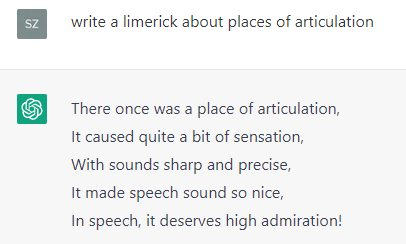 SZ
write a limerick about places of articulation
There once was a place of articulation,
It caused quite a bit of sensation,
With sounds sharp and precise,
It made speech sound so nice,
In speech, it deserves high admiration!